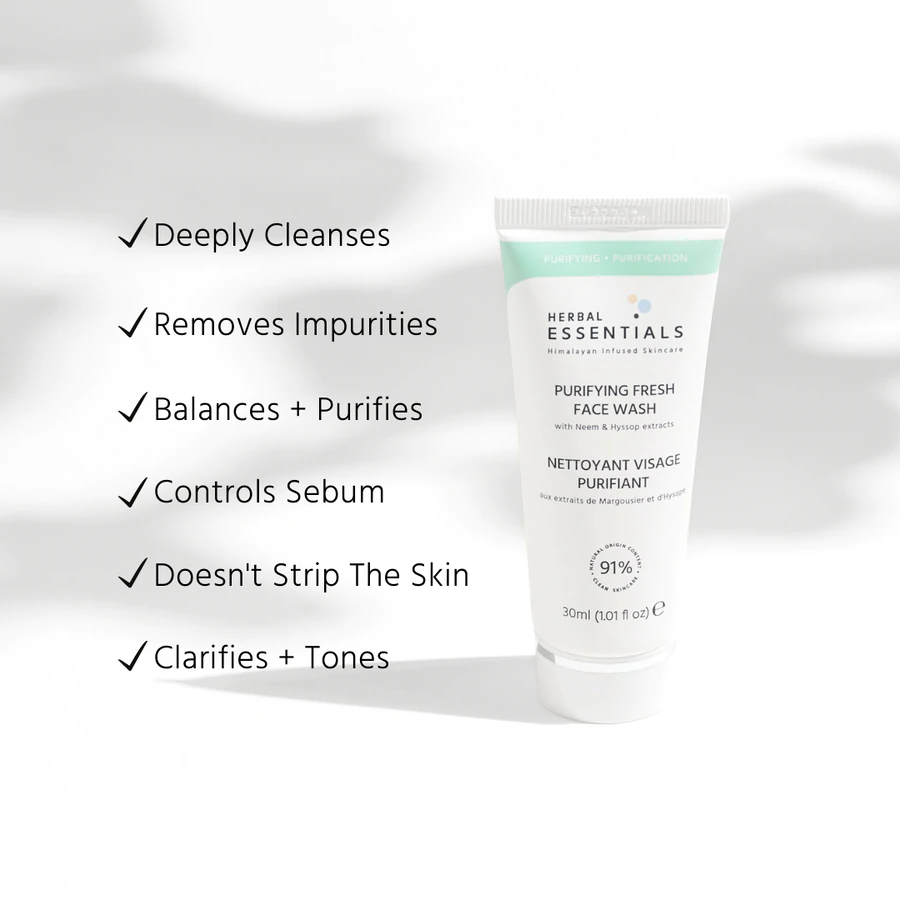 Deeply Cleanses
Removes Impurities
Balances + Purifies
Controls Sebum
Doesn't Strip The Skin
Clarifies + Tones
PURIFYING • PURIFICATION
HERBAL
ESSENTIALS
Himalayan Infused Skincare
PURIFYING FRESH
FACE WASH
with Neem & Hyssop extracts
NETTOYANT VISAGE
PURIFIANT
aux extraits de Margousier et d'Hysope
• NATURAL ORIGIN CONTENT •
91%
CLEAN SKINCARE
30ml (1.01 fl oz) ℮